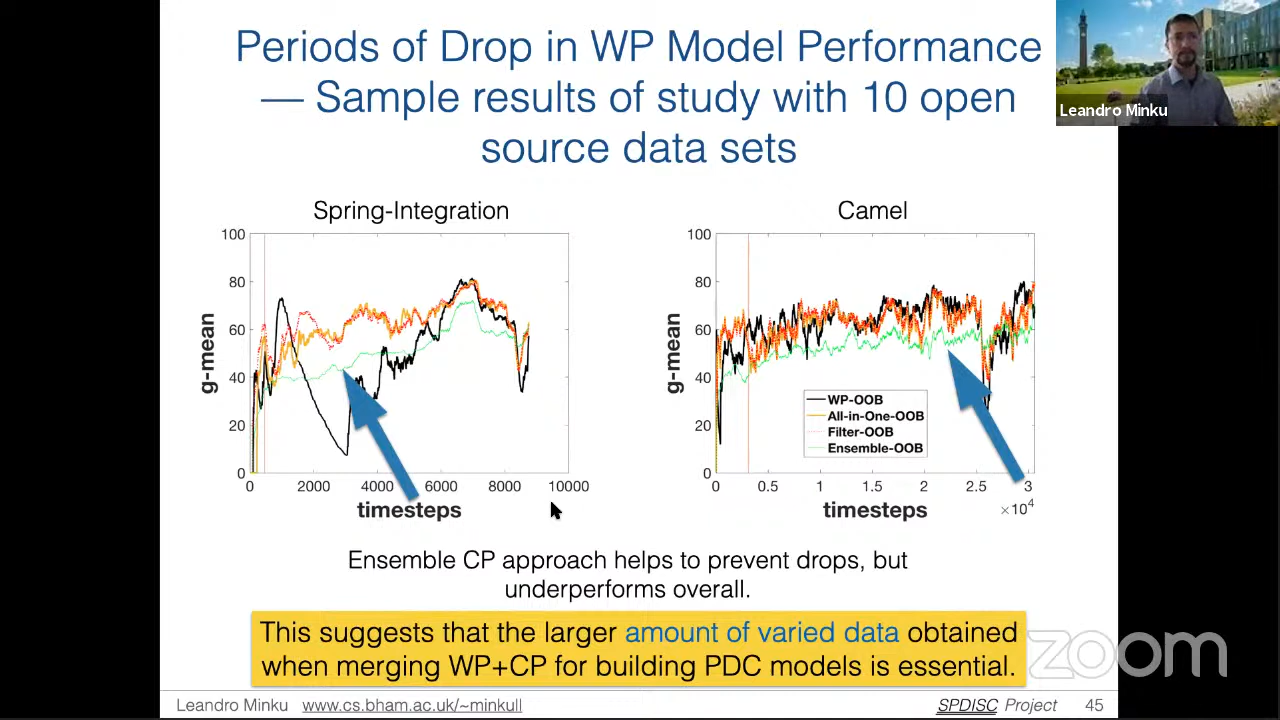 Periods of Drop in WP Model Performance
— Sample results of study with 10 open
source data sets
Leandro Minku
Spring-Integration
100
80
60
40
20
0
g-mean
0 2000 4000 6000 8000 10000
timesteps
Camel
100
80
60
40
20
0
g-mean
WP-OOB
All-in-One-OOB
Filter-OOB
Ensemble-OOB
0 0.5 1 1.5 2 2.5 3
×10^4
timesteps
Ensemble CP approach helps to prevent drops, but
underperforms overall.
This suggests that the larger amount of varied data obtained
when merging WP+CP for building PDC models is essential.
zoom
Leandro Minku www.cs.bham.ac.uk/~minkull SPDISC Project 45